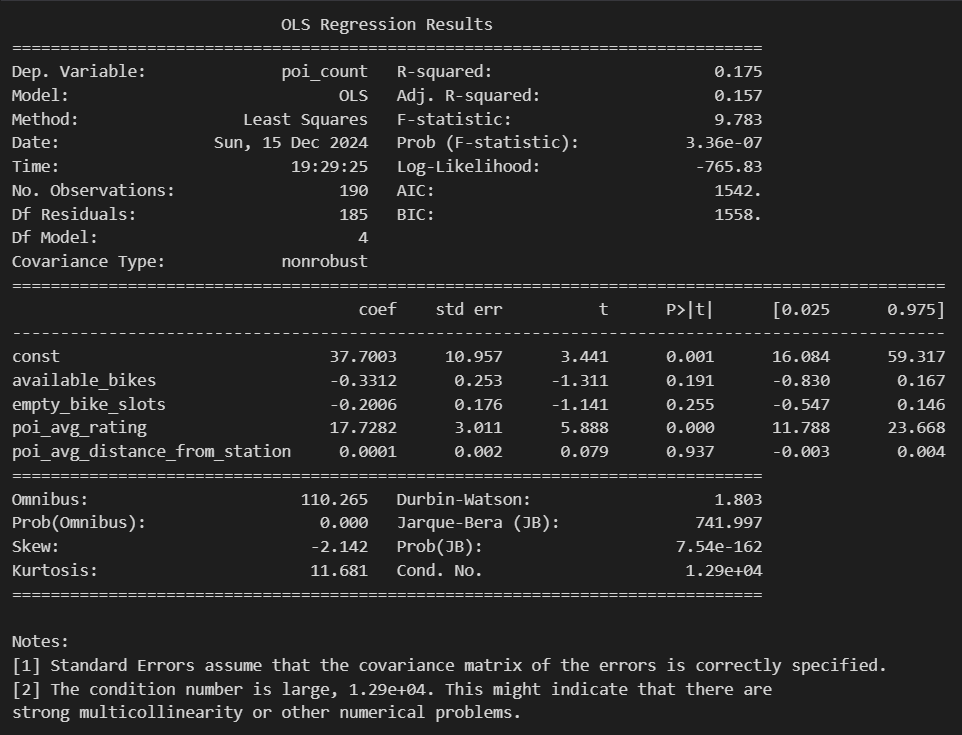 OLS Regression Results
==============================================================================
Dep. Variable: poi_count R-squared: 0.175
Model: OLS Adj. R-squared: 0.157
Method: Least Squares F-statistic: 9.783
Date: Sun, 15 Dec 2024 Prob (F-statistic): 3.36e-07
Time: 19:29:25 Log-Likelihood: -765.83
No. Observations: 190 AIC: 1542.
Df Residuals: 185 BIC: 1558.
Df Model: 4
Covariance Type: nonrobust
=================================================================================================
coef std err t P>|t| [0.025 0.975]
-------------------------------------------------------------------------------------------------
const 37.7003 10.957 3.441 0.001 16.084 59.317
available_bikes -0.3312 0.253 -1.311 0.191 -0.830 0.167
empty_bike_slots -0.2006 0.176 -1.141 0.255 -0.547 0.146
poi_avg_rating 17.7282 3.011 5.888 0.000 11.788 23.668
poi_avg_distance_from_station 0.0001 0.002 0.079 0.937 -0.003 0.004
==============================================================================
Omnibus: 110.265 Durbin-Watson: 1.803
Prob(Omnibus): 0.000 Jarque-Bera (JB): 741.997
Skew: -2.142 Prob(JB): 7.54e-162
Kurtosis: 11.681 Cond. No. 1.29e+04
==============================================================================
Notes:
[1] Standard Errors assume that the covariance matrix of the errors is correctly specified.
[2] The condition number is large, 1.29e+04. This might indicate that there are
strong multicollinearity or other numerical problems.